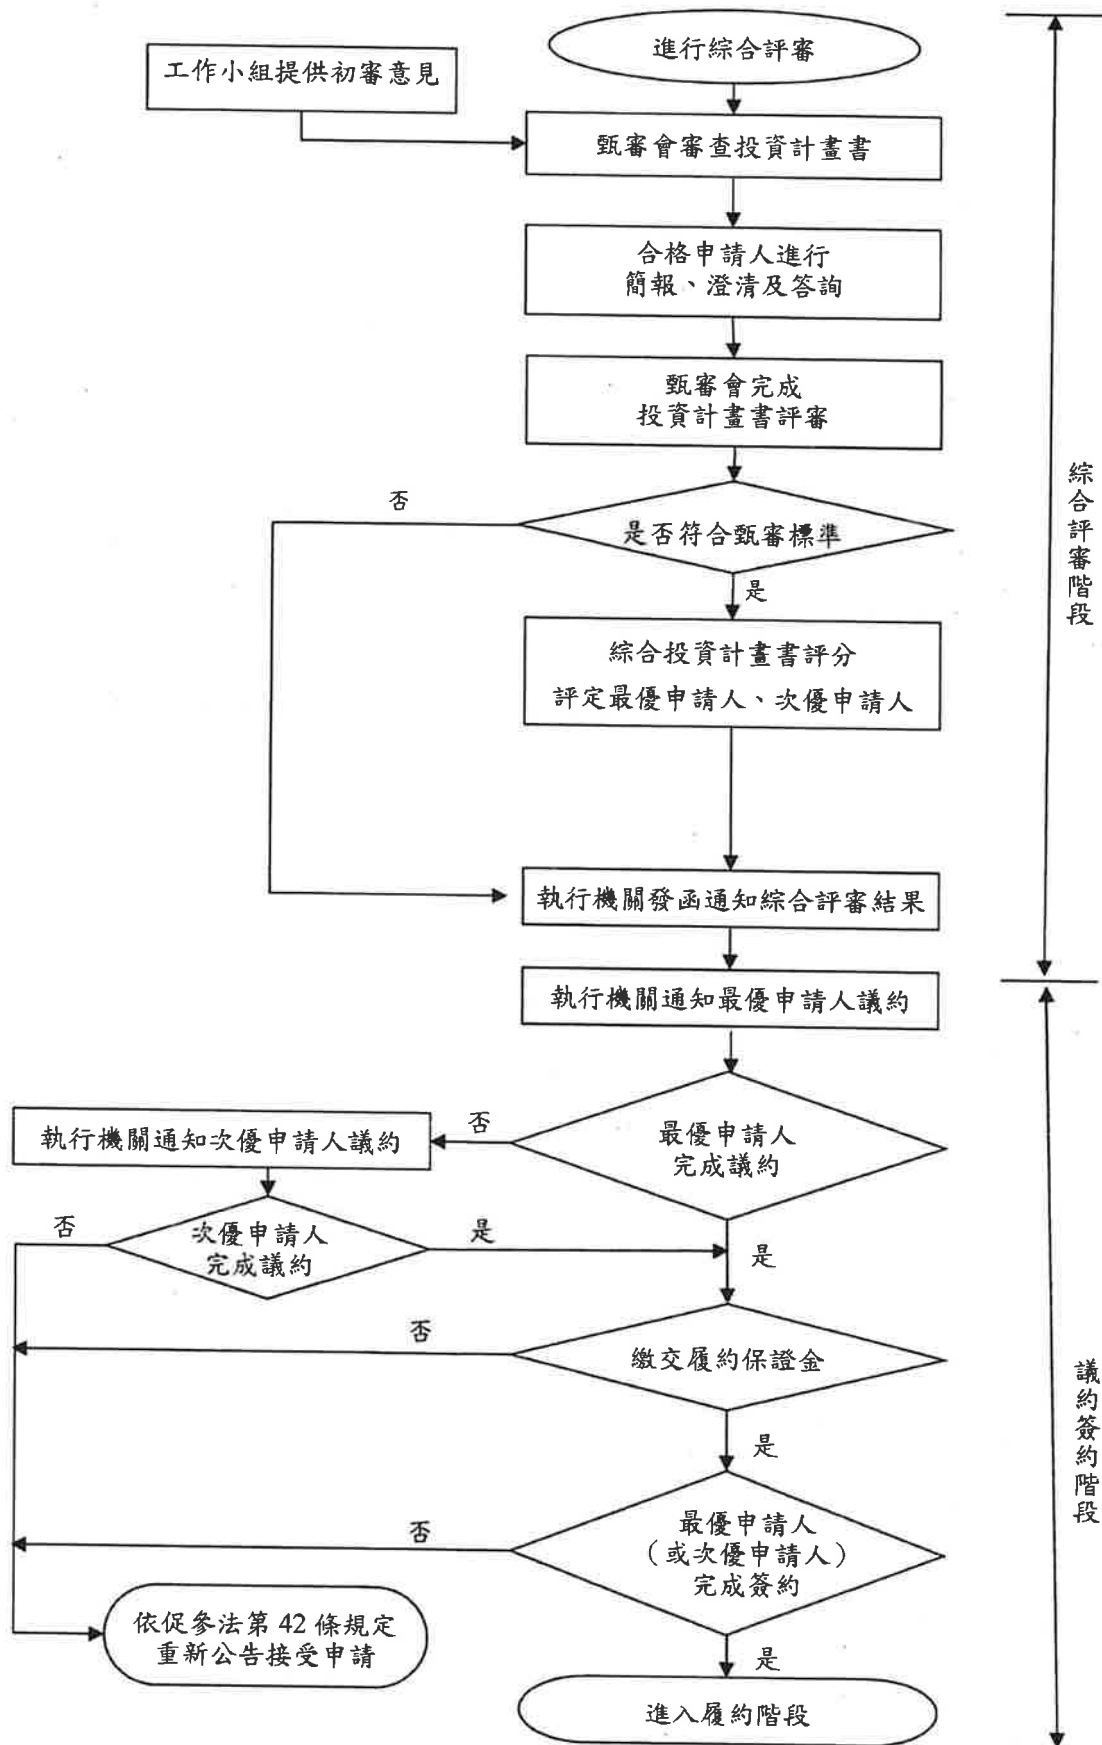 進行綜合評審
工作小組提供初審意見
甄審會審查投資計畫書
合格申請人進行
簡報、澄清及答詢
甄審會完成
投資計畫書評審
否
是否符合甄審標準
是
綜合投資計畫書評分
評定最優申請人、次優申請人
綜合評審階段
執行機關發函通知綜合評審結果
執行機關通知最優申請人議約
執行機關通知次優申請人議約
否
最優申請人
完成議約
否
次優申請人
完成議約
是
是
否
繳交履約保證金
是
議約簽約階段
否
最優申請人
（或次優申請人）
完成簽約
依促參法第 42 條規定
重新公告接受申請
是
進入履約階段